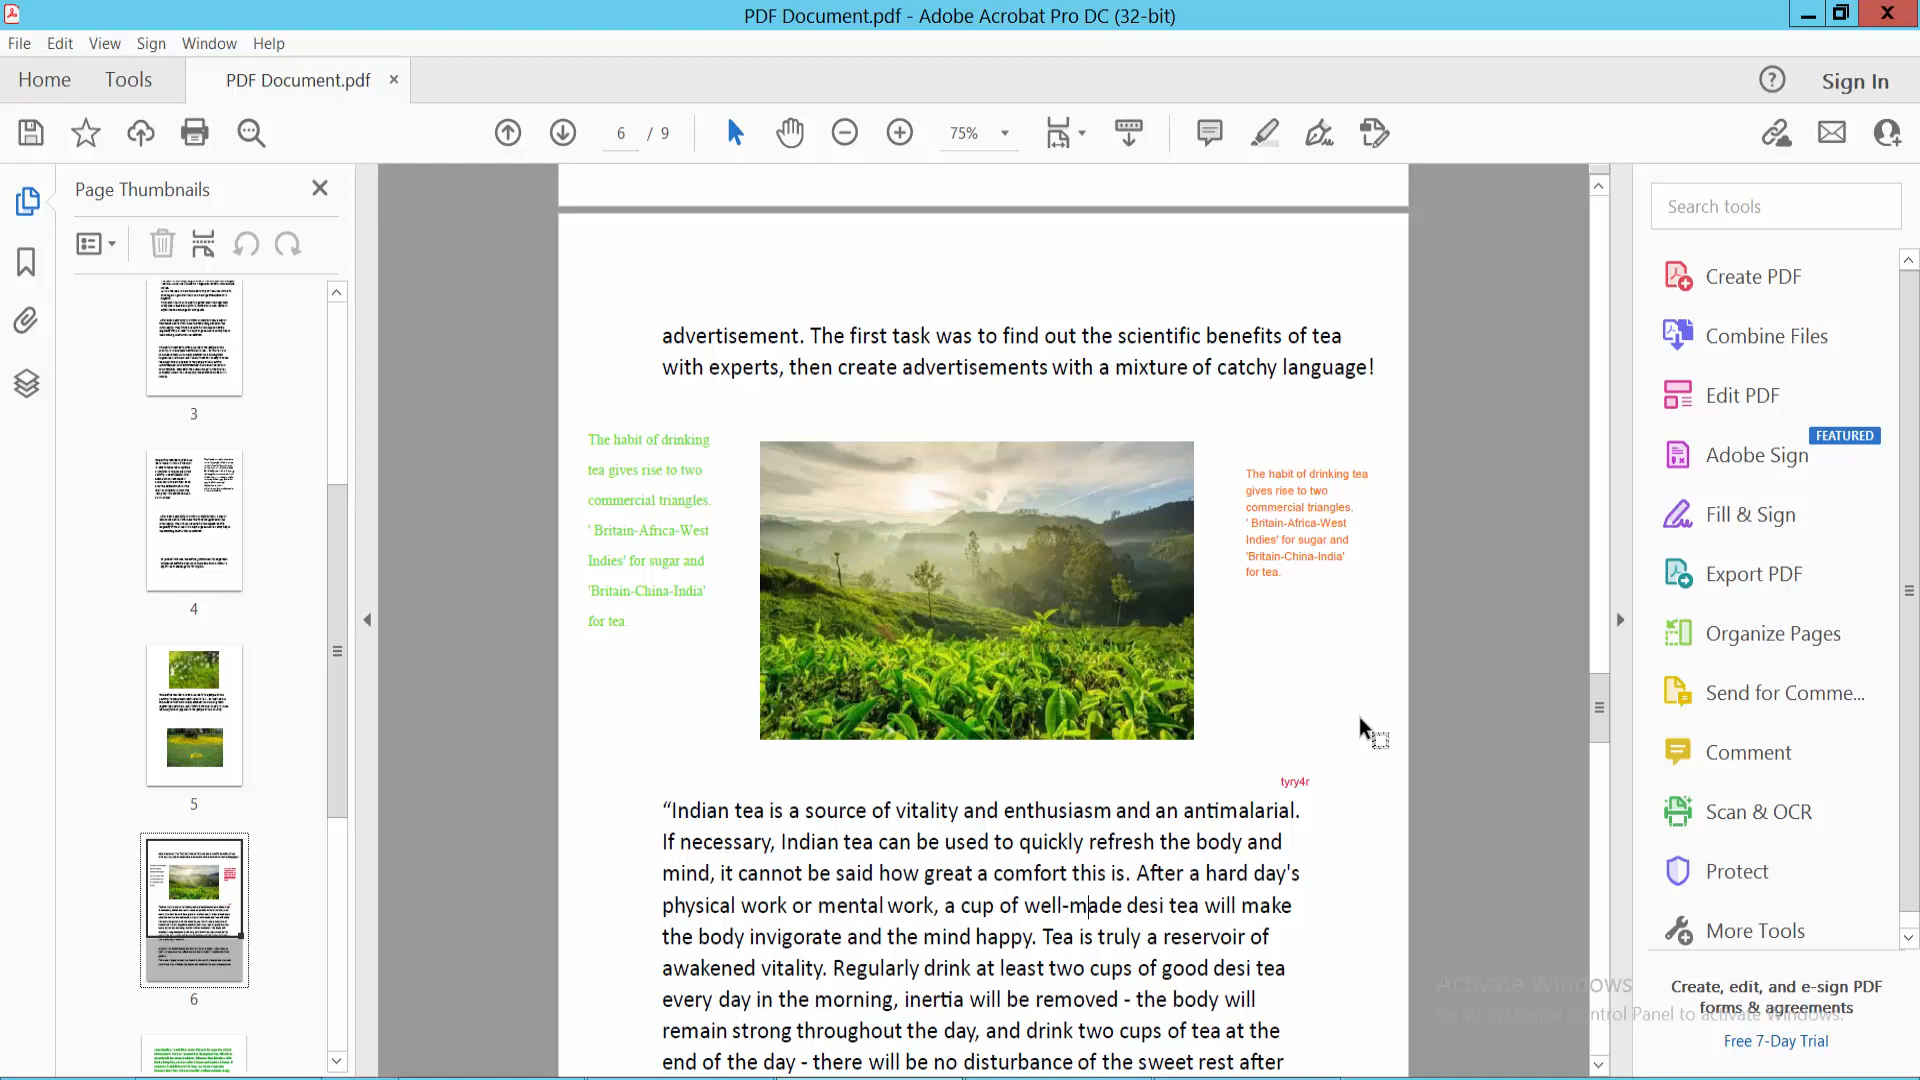 PDF Document.pdf - Adobe Acrobat Pro DC (32-bit)
File Edit View Sign Window Help
Home Tools PDF Document.pdf × Sign In
6 / 9 75%
Page Thumbnails
3
4
5
6
advertisement. The first task was to find out the scientific benefits of tea
with experts, then create advertisements with a mixture of catchy language!
The habit of drinking
tea gives rise to two
commercial triangles.
' Britain-Africa-West
Indies' for sugar and
'Britain-China-India'
for tea.
The habit of drinking tea
gives rise to two
commercial triangles.
' Britain-Africa-West
Indies' for sugar and
'Britain-China-India'
for tea.
tyry4r
“Indian tea is a source of vitality and enthusiasm and an antimalarial.
If necessary, Indian tea can be used to quickly refresh the body and
mind, it cannot be said how great a comfort this is. After a hard day's
physical work or mental work, a cup of well-made desi tea will make
the body invigorate and the mind happy. Tea is truly a reservoir of
awakened vitality. Regularly drink at least two cups of good desi tea
every day in the morning, inertia will be removed - the body will
remain strong throughout the day, and drink two cups of tea at the
end of the day - there will be no disturbance of the sweet rest after
Search tools
Create PDF
Combine Files
Edit PDF
FEATURED
Adobe Sign
Fill & Sign
Export PDF
Organize Pages
Send for Comme...
Comment
Scan & OCR
Protect
More Tools
Activate Windows
Control Panel to activate Windows.
Create, edit, and e-sign PDF
forms & agreements
Free 7-Day Trial